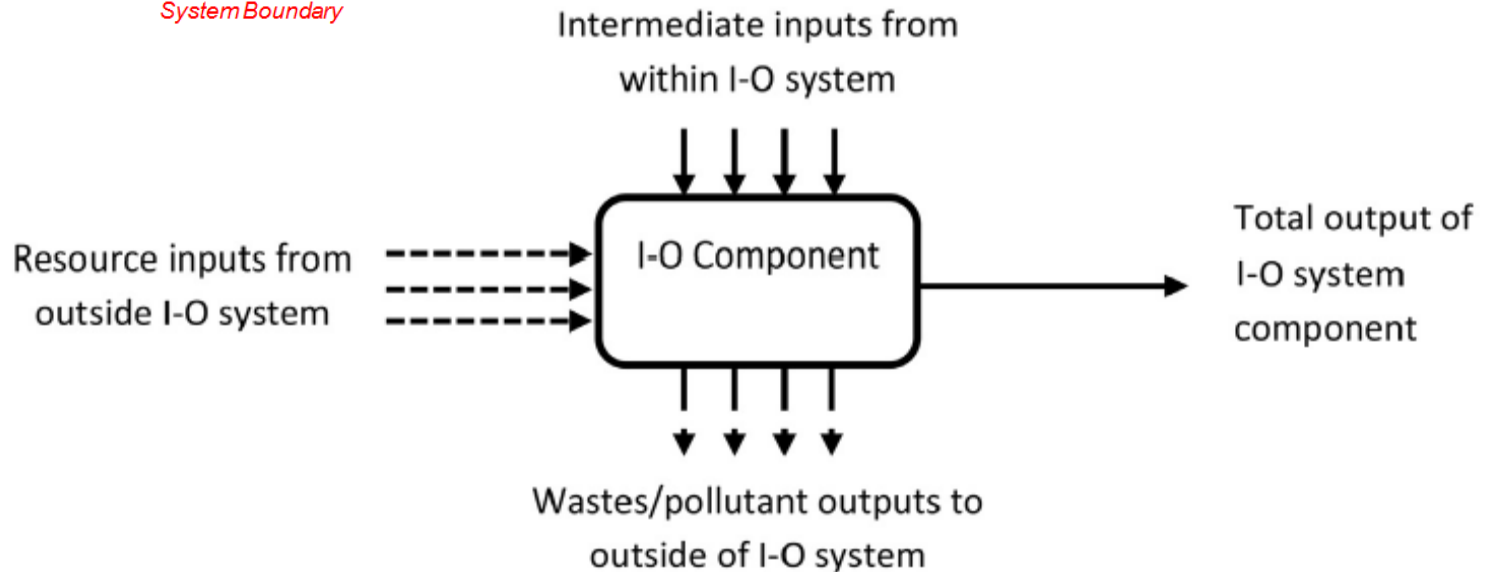 System Boundary
Intermediate inputs from
within I-O system
Resource inputs from
outside I-O system
I-O Component
Total output of
I-O system
component
Wastes/pollutant outputs to
outside of I-O system